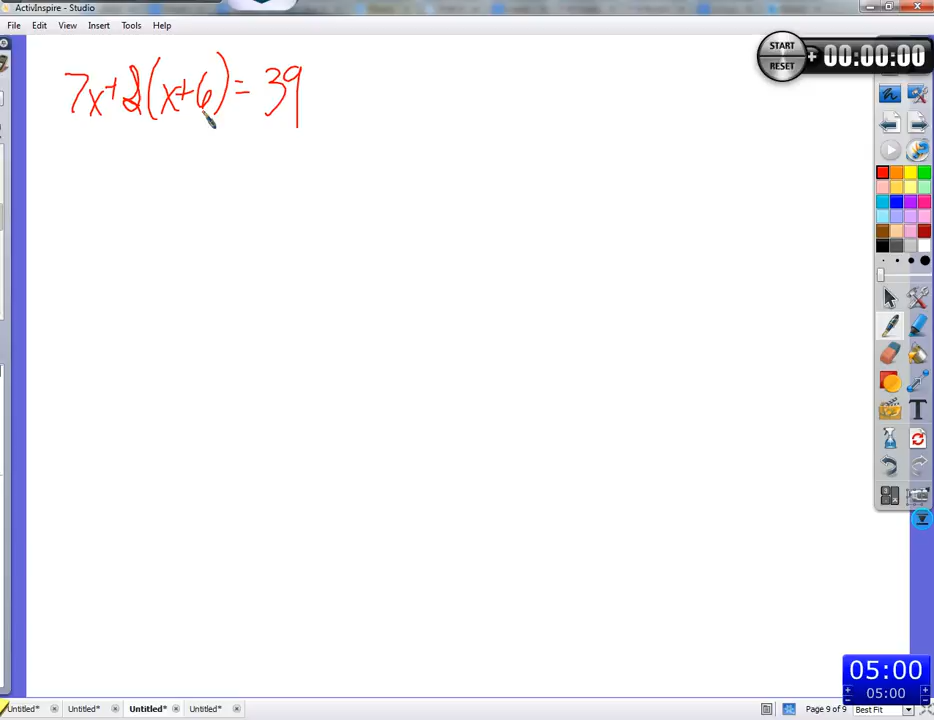 ActivInspire - Studio
File Edit View Insert Tools Help
START
RESET
00:00:00
7x+2(x+6)=39
T
05:00
05:00
Untitled* Untitled* Untitled* Untitled*
Page 9 of 9 Best Fit